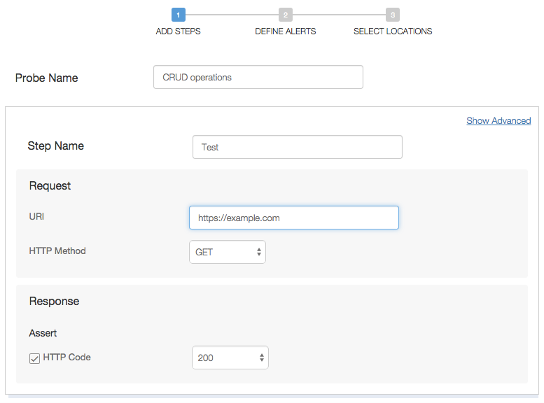 1 2 3
ADD STEPS DEFINE ALERTS SELECT LOCATIONS
Probe Name CRUD operations
Show Advanced
Step Name Test
Request
URI https://example.com
HTTP Method GET
Response
Assert
HTTP Code 200